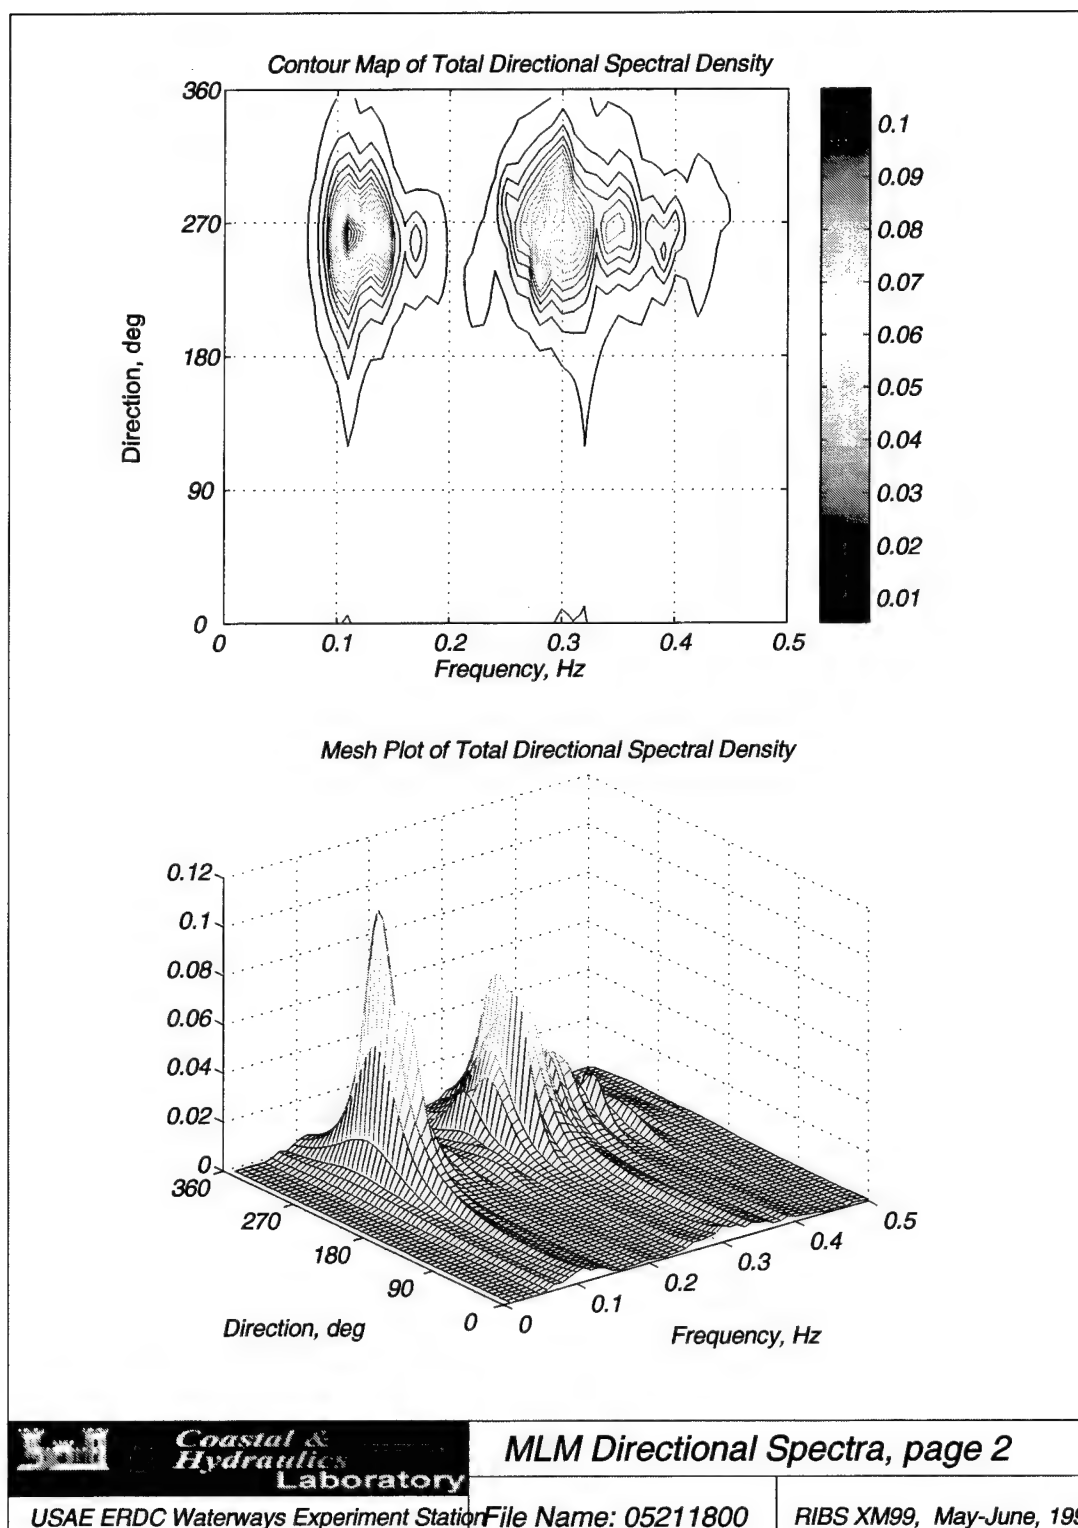 Contour Map of Total Directional Spectral Density
360
270
180
90
0
Direction, deg
0 0.1 0.2 0.3 0.4 0.5
Frequency, Hz
0.1
0.09
0.08
0.07
0.06
0.05
0.04
0.03
0.02
0.01
Mesh Plot of Total Directional Spectral Density
0.12
0.1
0.08
0.06
0.04
0.02
0
360
270
180
90
0
0
0.1
0.2
0.3
0.4
0.5
Direction, deg
Frequency, Hz
Coastal &
Hydraulics
Laboratory
MLM Directional Spectra, page 2
USAE ERDC Waterways Experiment Station
File Name: 05211800
RIBS XM99, May-June, 199